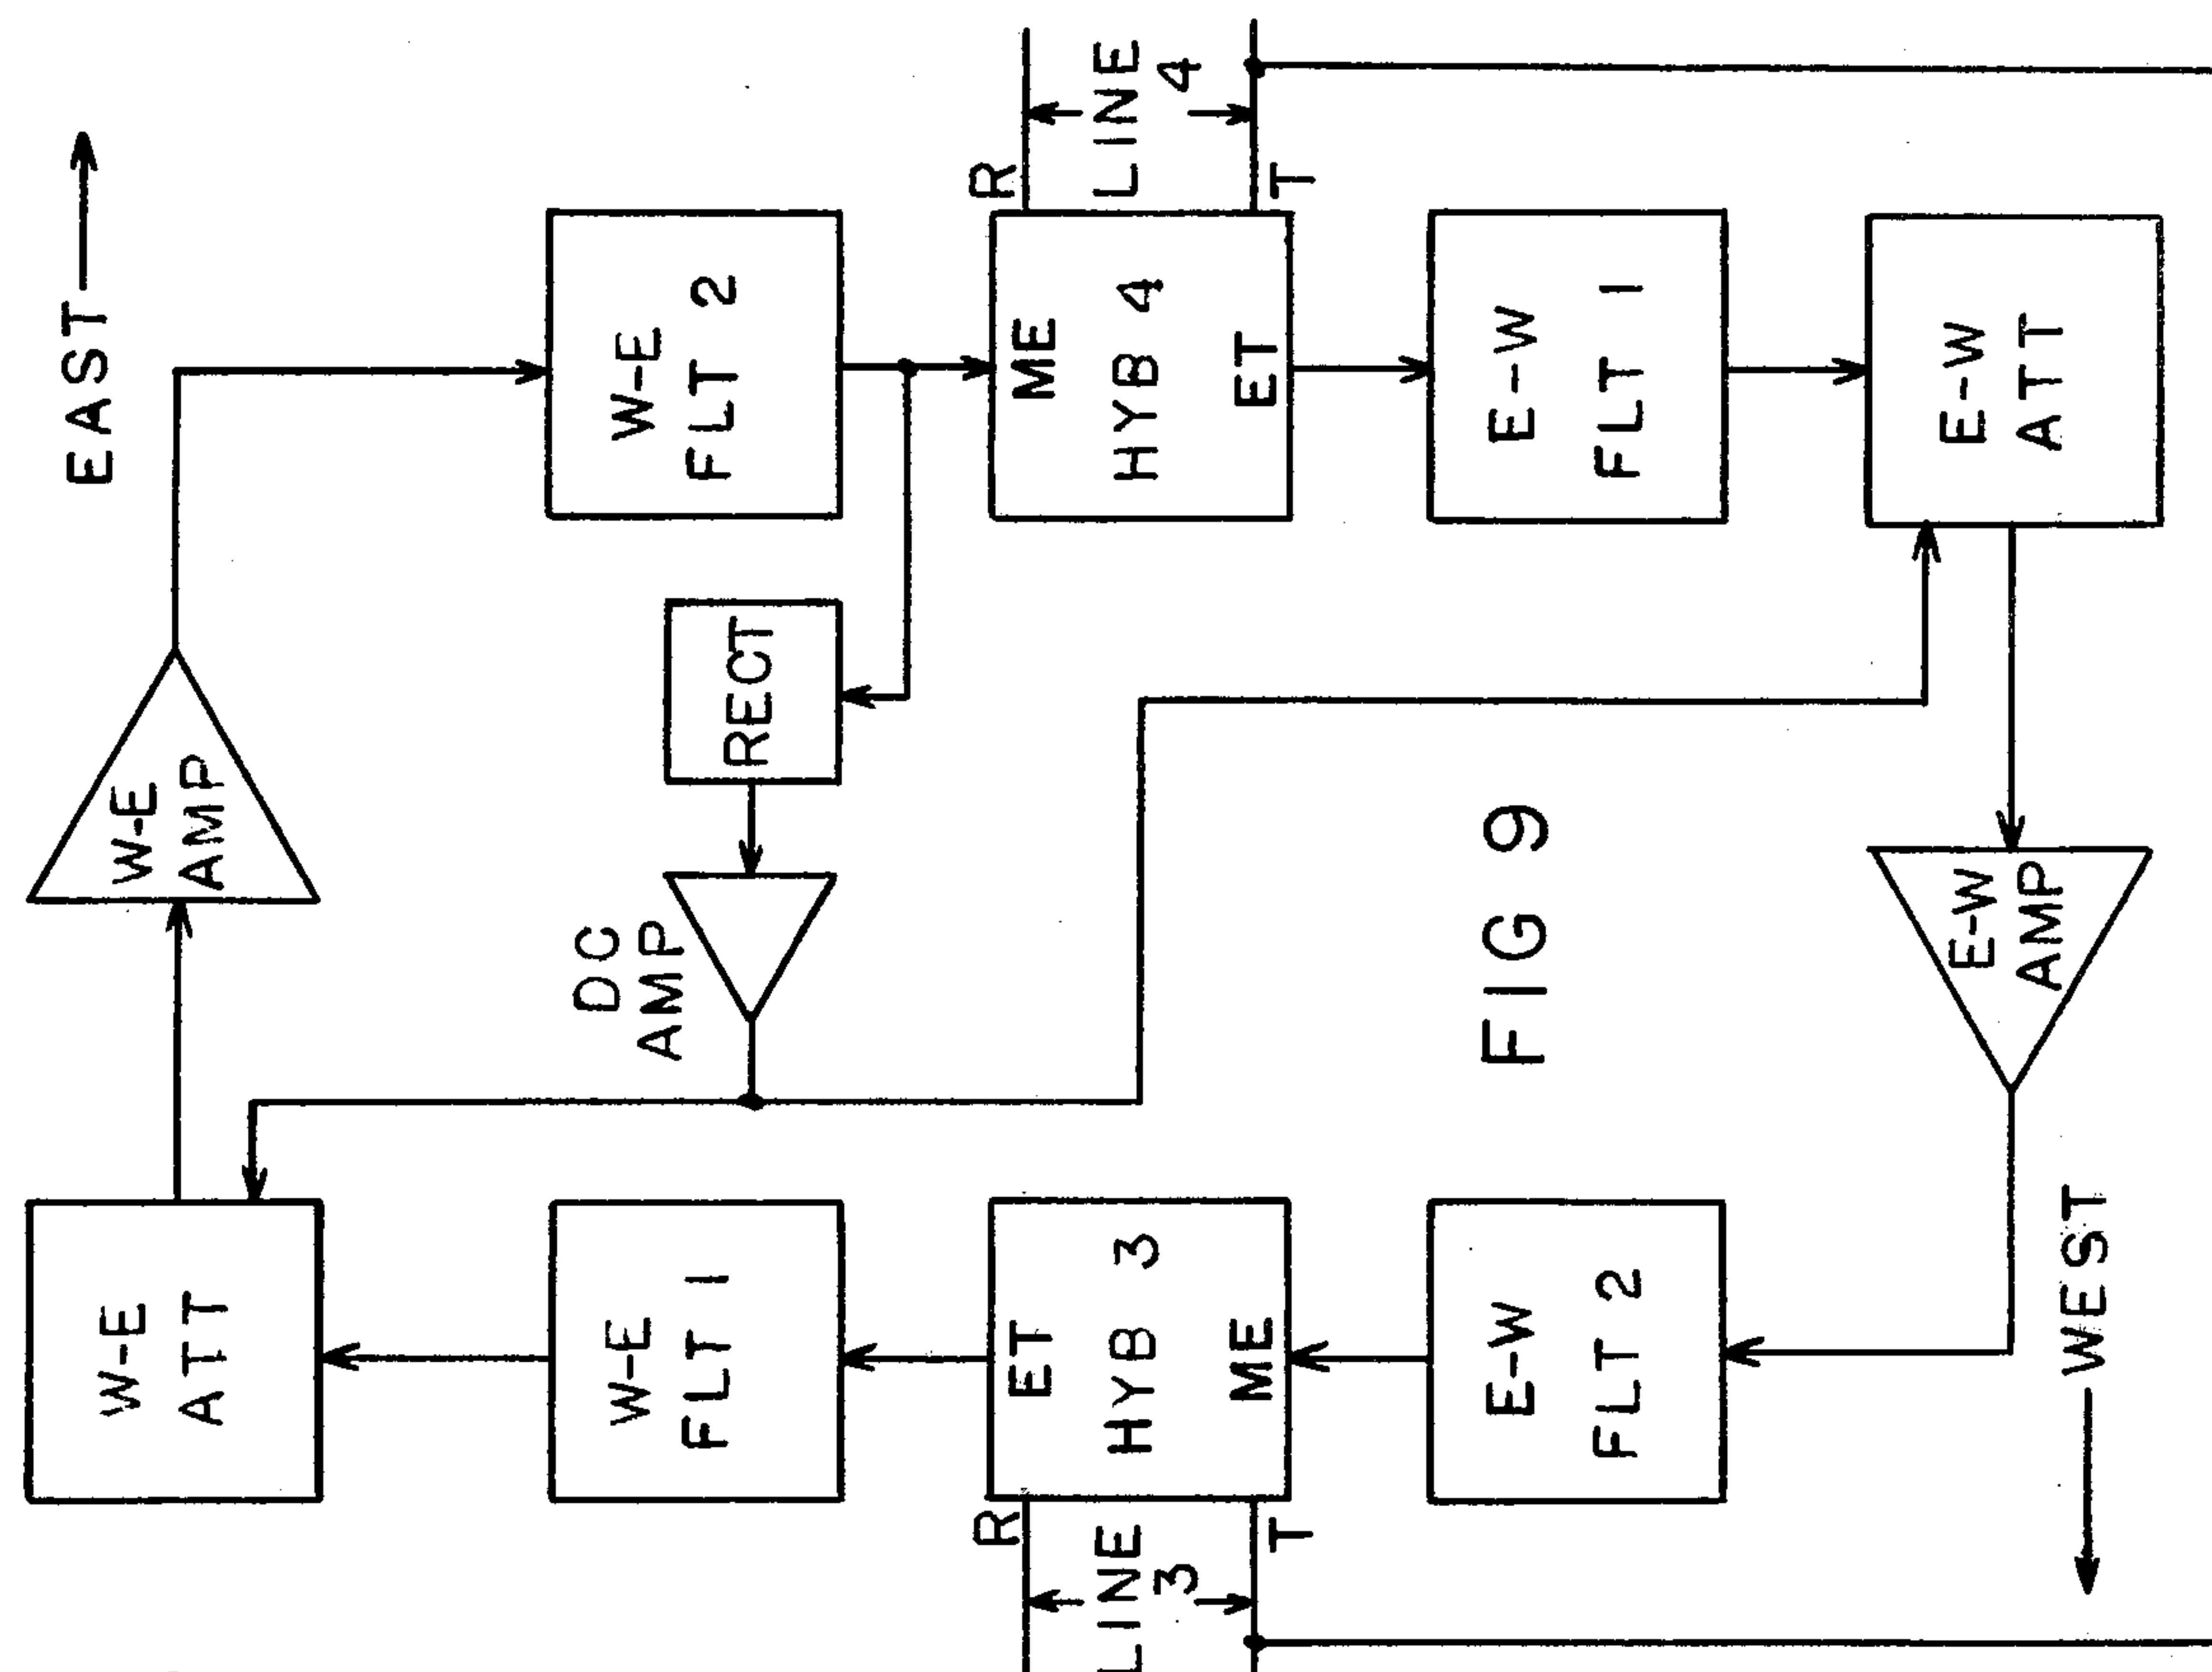 EAST
W-E
ATT
W-E
AMP
DC
AMP
RECT
W-E
FLT 1
W-E
FLT 2
R
LINE
3
T
ET
HYB 3
ME
ME
HYB 4
ET
R
LINE
4
T
E-W
FLT 2
FIG 9
E-W
FLT 1
E-W
AMP
E-W
ATT
WEST